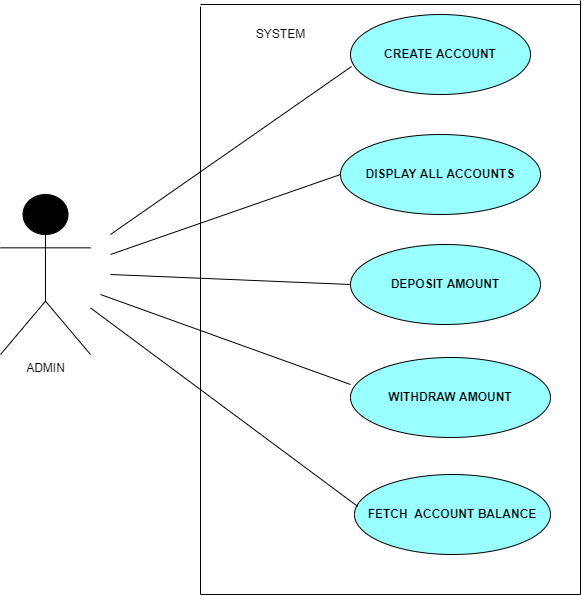 SYSTEM
CREATE ACCOUNT
DISPLAY ALL ACCOUNTS
DEPOSIT AMOUNT
ADMIN
WITHDRAW AMOUNT
FETCH  ACCOUNT BALANCE